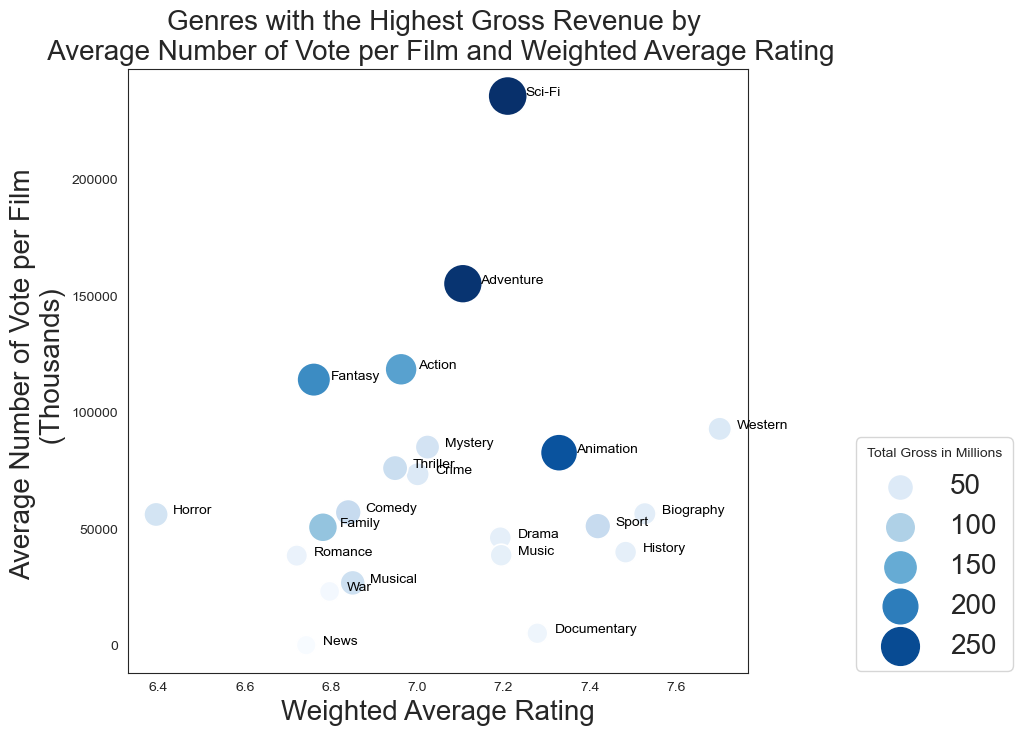 Genres with the Highest Gross Revenue by
Average Number of Vote per Film and Weighted Average Rating
Average Number of Vote per Film
(Thousands)
200000
150000
100000
50000
0
Sci-Fi
Adventure
Action
Fantasy
Western
Mystery
Animation
Thriller
Crime
Horror
Comedy
Family
Biography
Sport
Drama
Romance
Music
History
Musical
War
News
Documentary
6.4
6.6
6.8
7.0
7.2
7.4
7.6
Weighted Average Rating
Total Gross in Millions
50
100
150
200
250